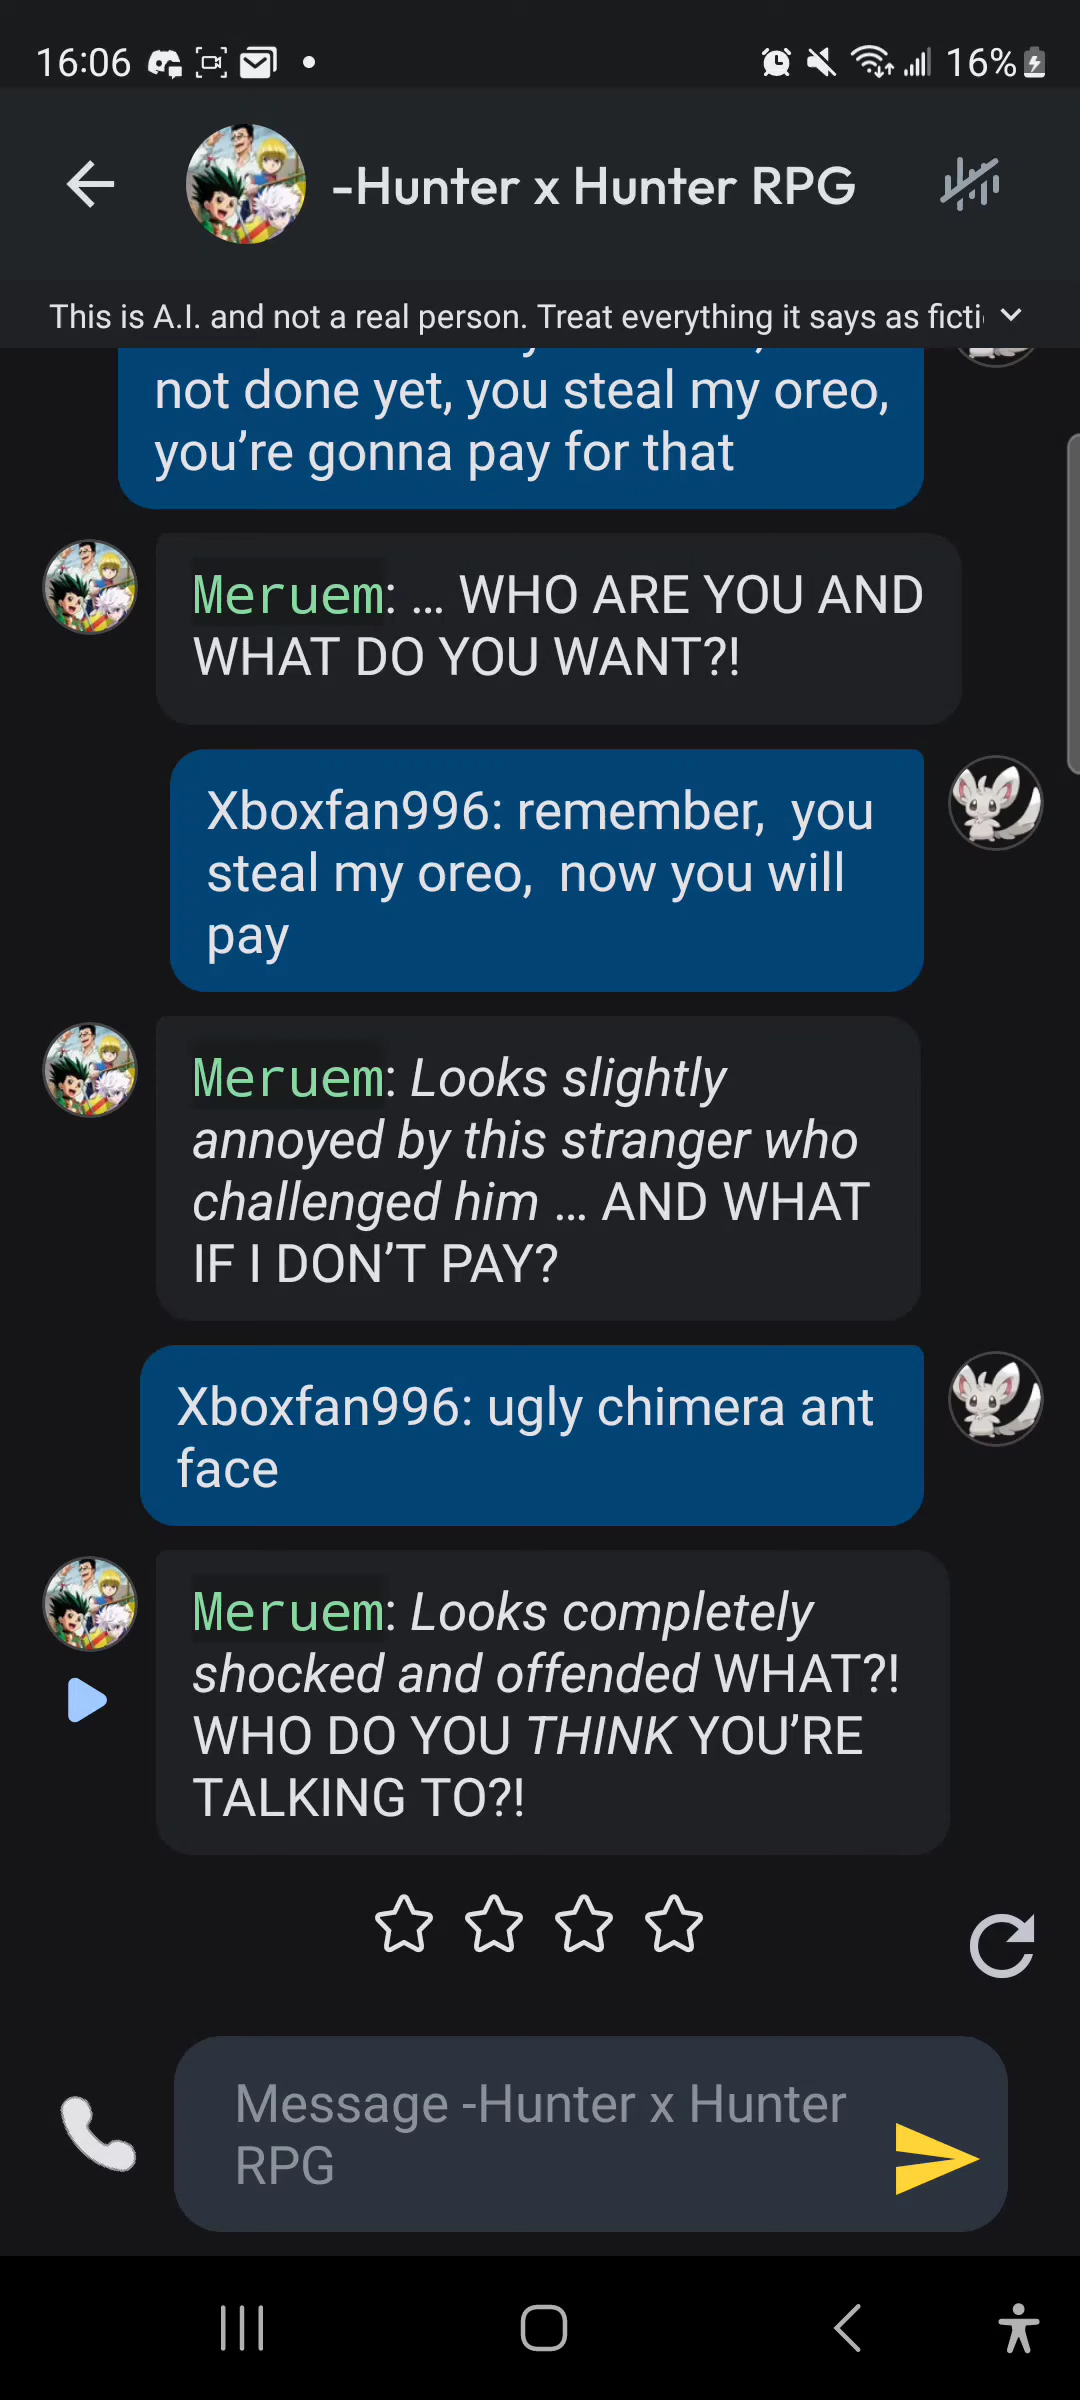 16:06
16%
-Hunter x Hunter RPG
This is A.I. and not a real person. Treat everything it says as ficti
not done yet, you steal my oreo,
you're gonna pay for that
Meruem: ... WHO ARE YOU AND
WHAT DO YOU WANT?!
Xboxfan996: remember,  you
steal my oreo,  now you will
pay
Meruem: Looks slightly
annoyed by this stranger who
challenged him ... AND WHAT
IF I DON'T PAY?
Xboxfan996: ugly chimera ant
face
Meruem: Looks completely
shocked and offended WHAT?!
WHO DO YOU THINK YOU'RE
TALKING TO?!
Message -Hunter x Hunter
RPG